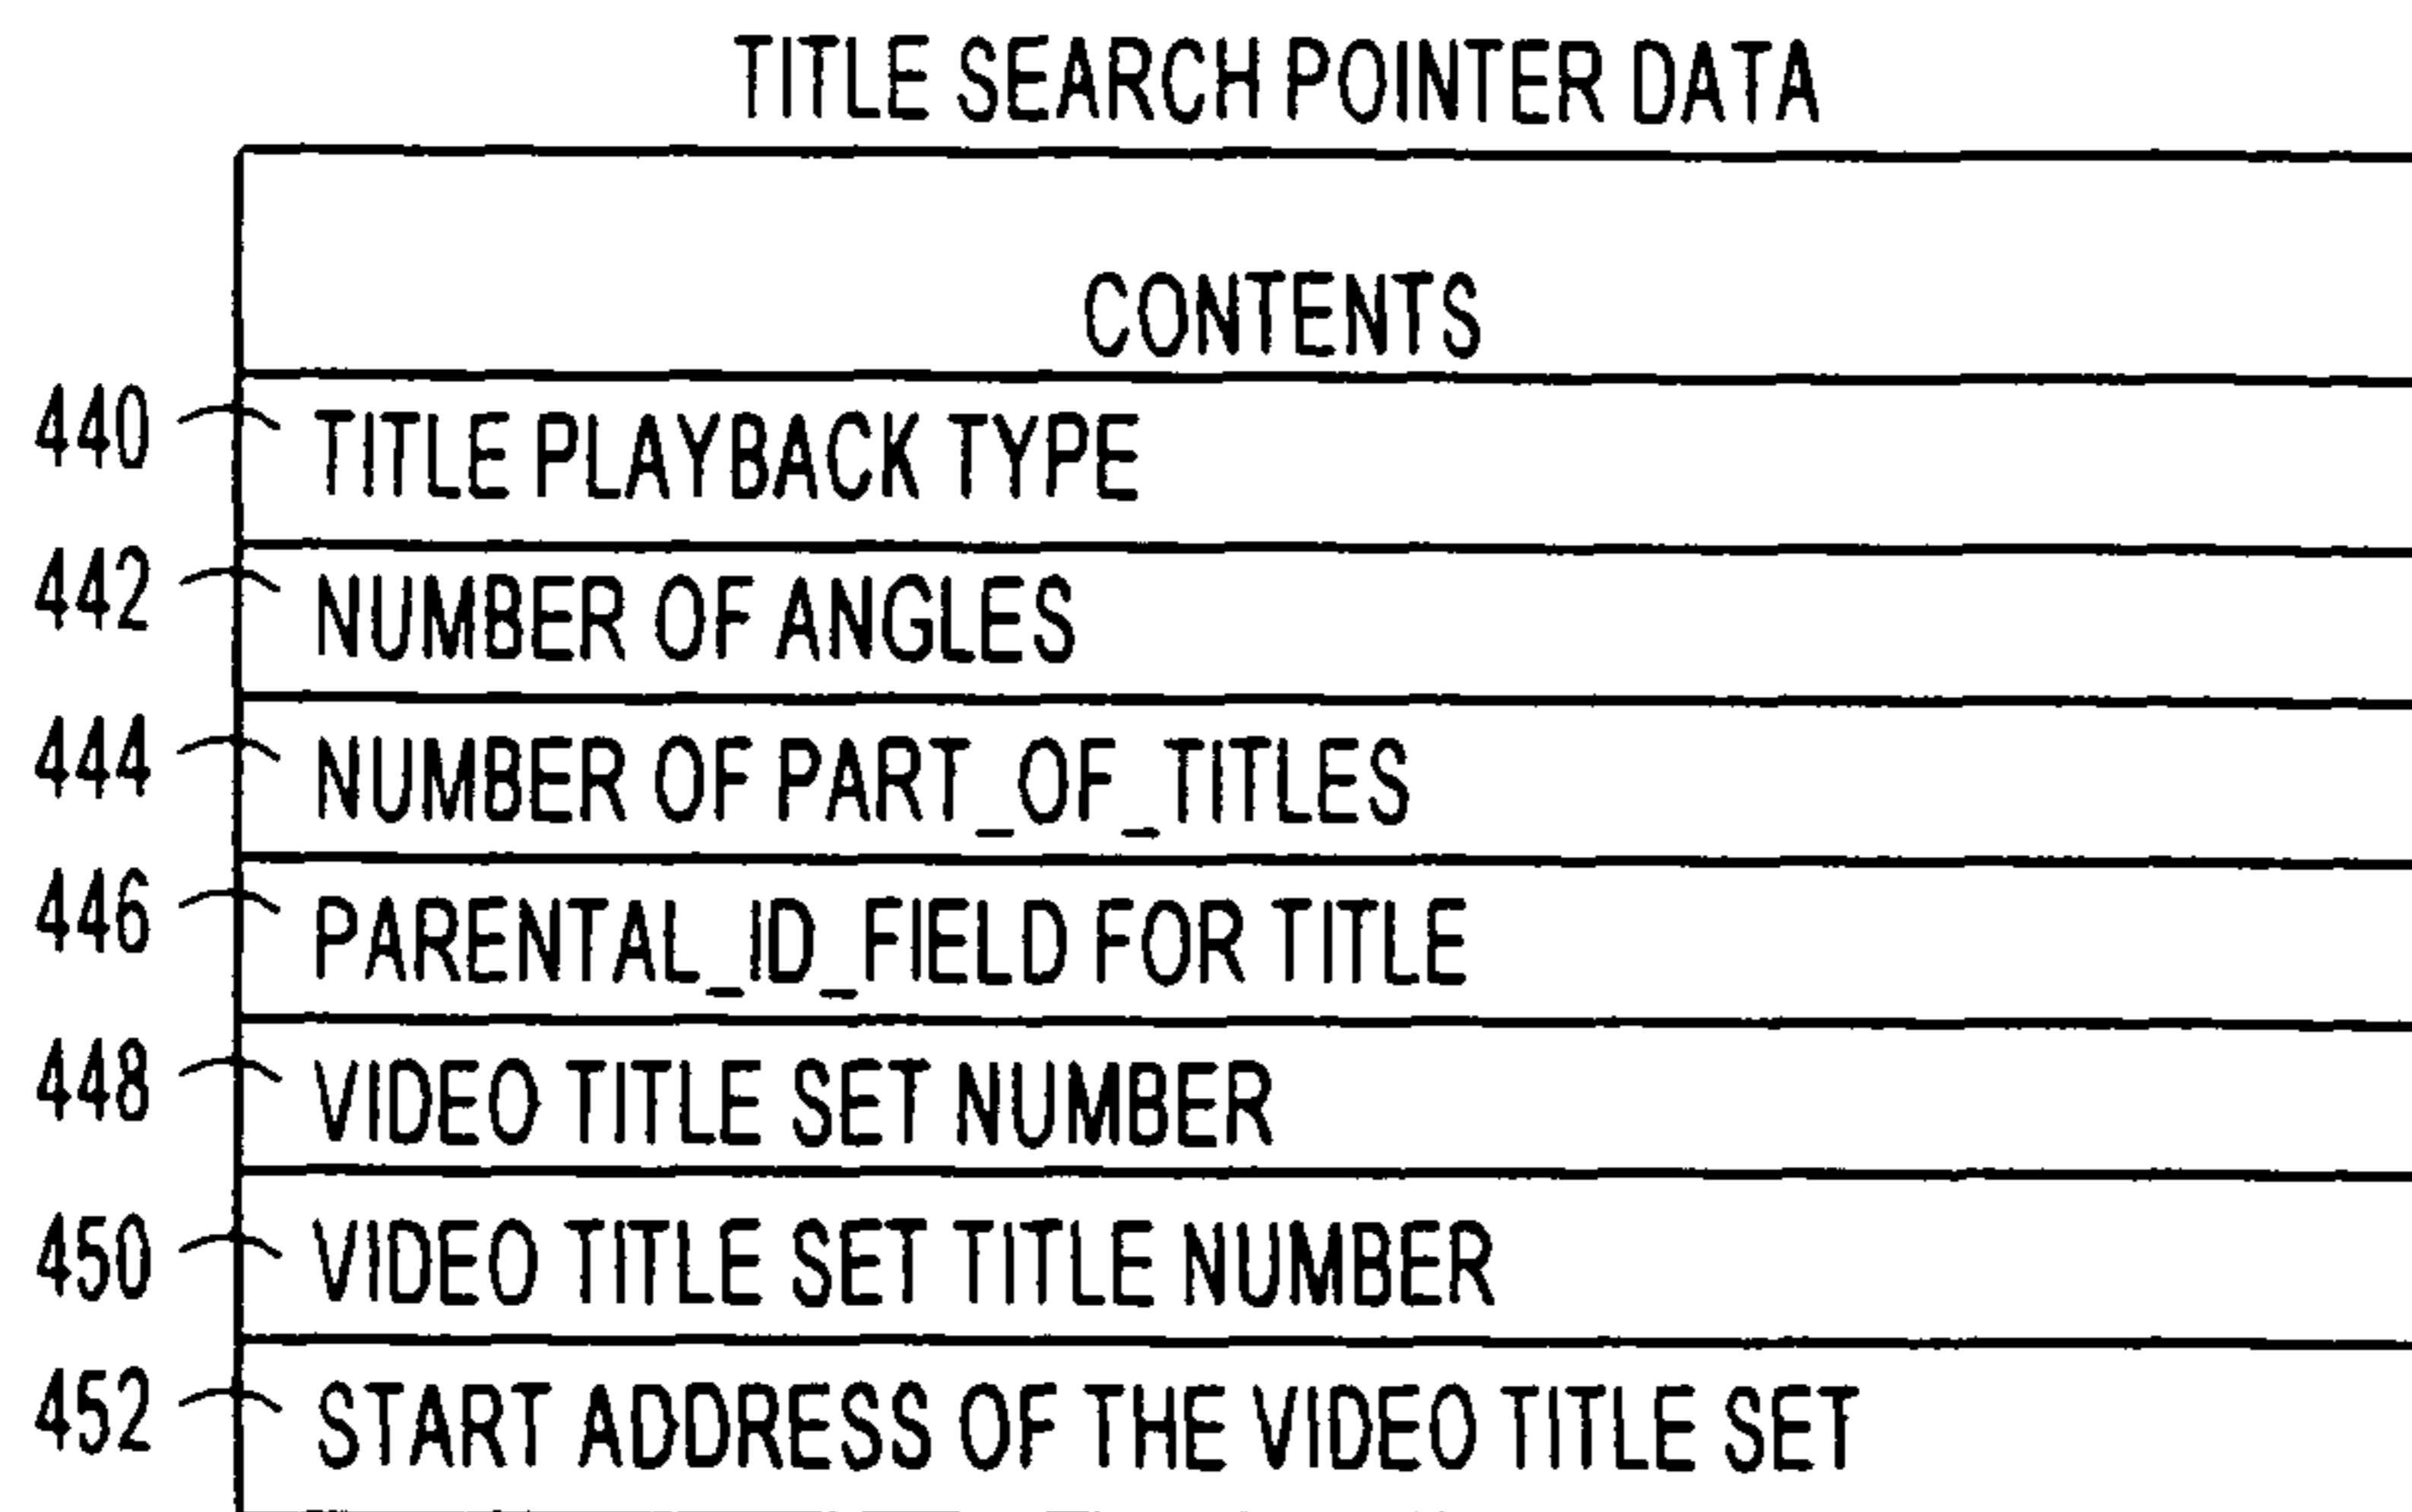 TITLE SEARCH POINTER DATA
CONTENTS
440 TITLE PLAYBACK TYPE
442 NUMBER OF ANGLES
444 NUMBER OF PART_OF_TITLES
446 PARENTAL_ID_FIELD FOR TITLE
448 VIDEO TITLE SET NUMBER
450 VIDEO TITLE SET TITLE NUMBER
452 START ADDRESS OF THE VIDEO TITLE SET